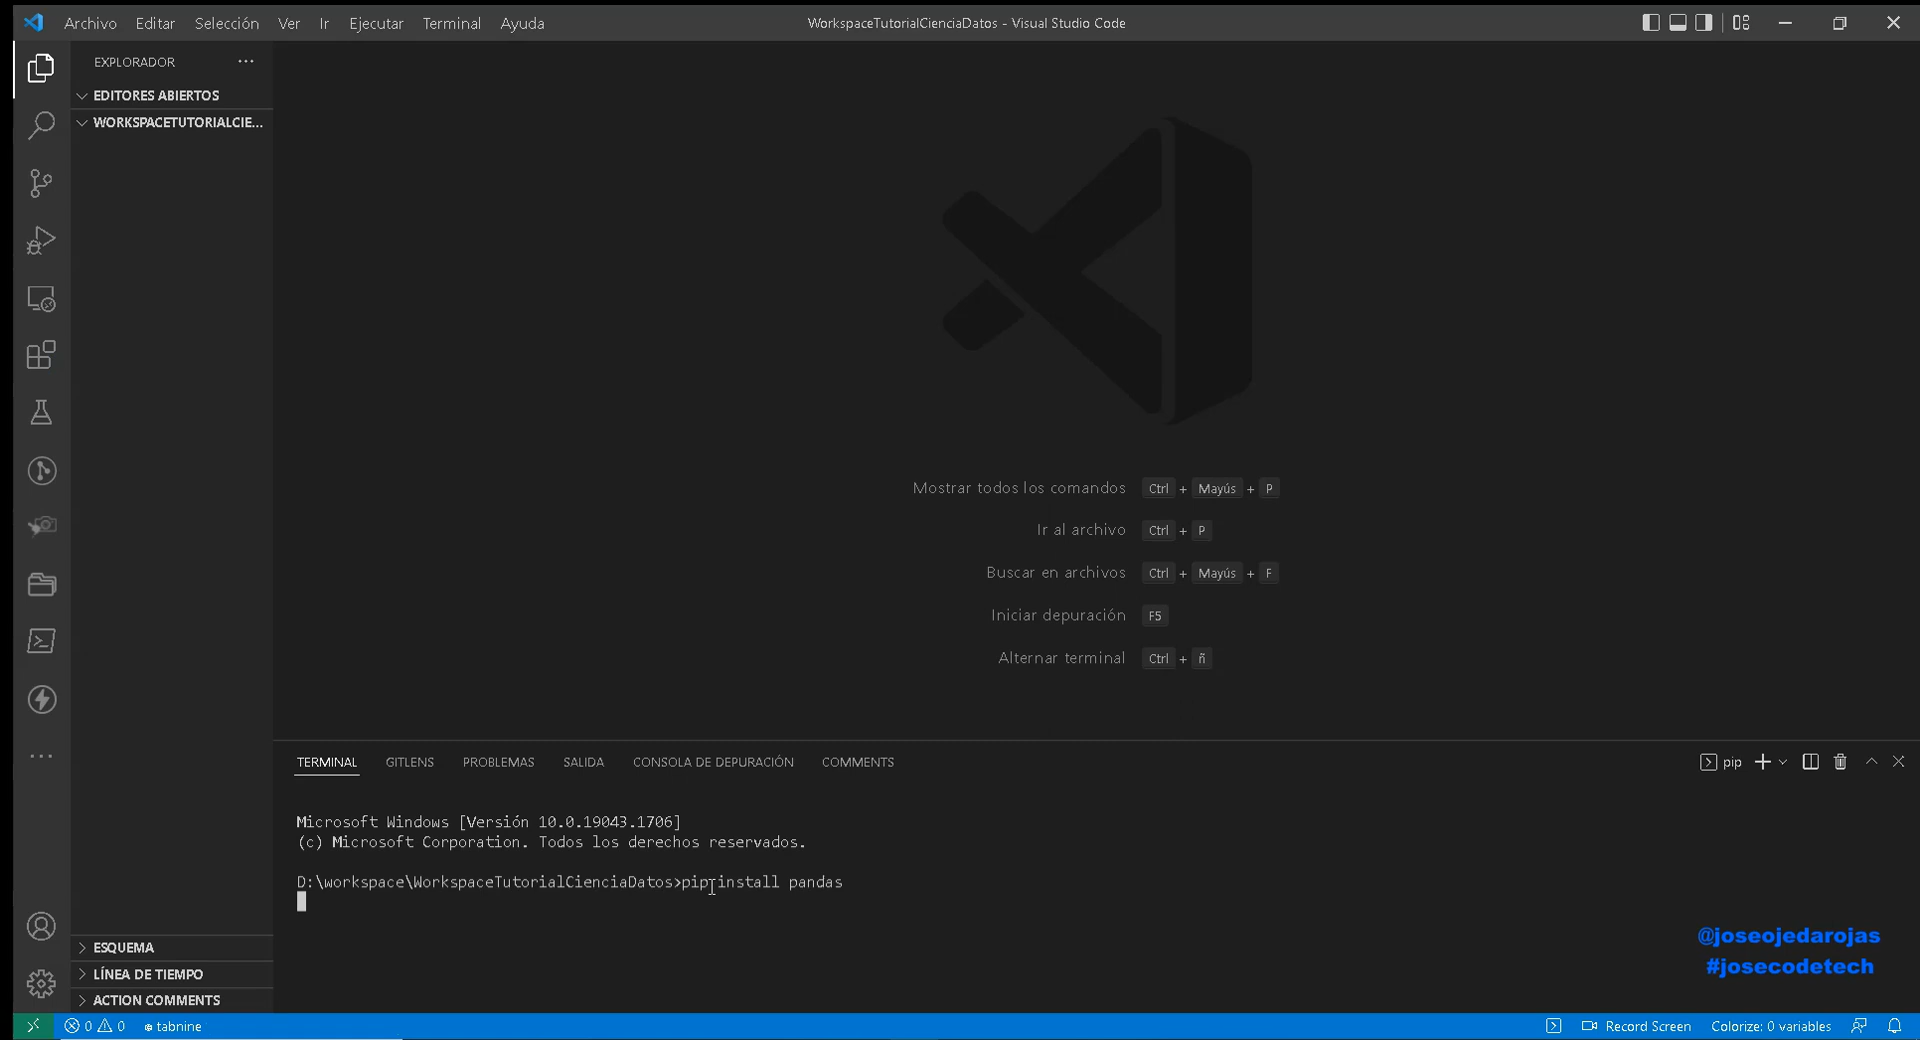 Archivo Editar Selección Ver Ir Ejecutar Terminal Ayuda
WorkspaceTutorialCienciaDatos - Visual Studio Code
EXPLORADOR
EDITORES ABIERTOS
WORKSPACETUTORIALCIE...
Mostrar todos los comandos Ctrl + Mayús + P
Ir al archivo Ctrl + P
Buscar en archivos Ctrl + Mayús + F
Iniciar depuración F5
Alternar terminal Ctrl + ñ
TERMINAL GITLENS PROBLEMAS SALIDA CONSOLA DE DEPURACIÓN COMMENTS
pip
Microsoft Windows [Versión 10.0.19043.1706]
(c) Microsoft Corporation. Todos los derechos reservados.
D:\workspace\WorkspaceTutorialCienciaDatos>pip install pandas
ESQUEMA
LÍNEA DE TIEMPO
ACTION COMMENTS
@joseojedarojas
#josecodetech
0 0 tabnine
Record Screen Colorize: 0 variables